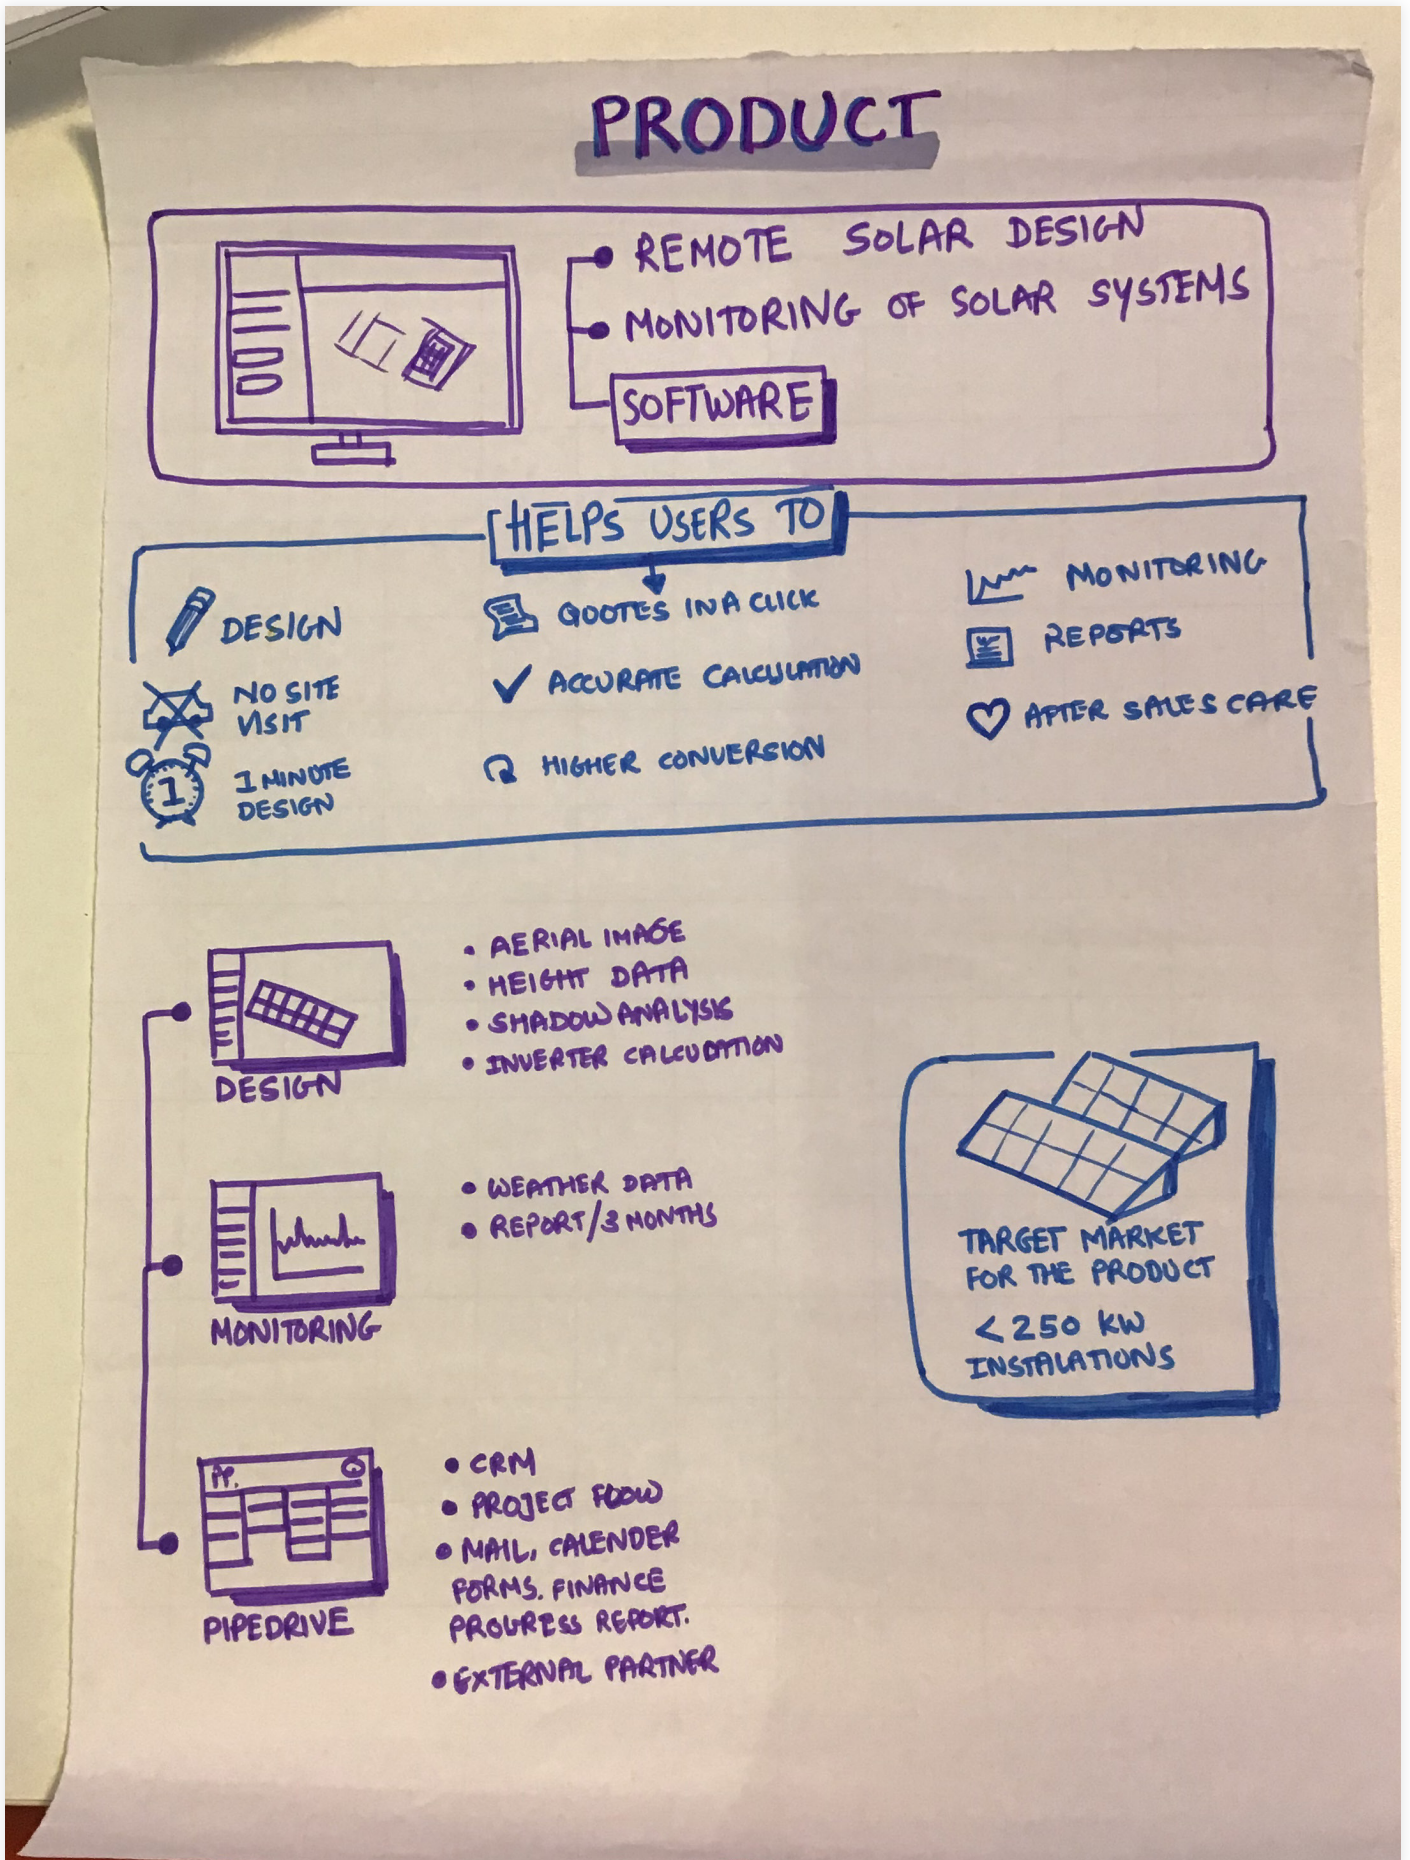 PRODUCT
REMOTE SOLAR DESIGN
MONITORING OF SOLAR SYSTEMS
SOFTWARE
HELPS USERS TO
DESIGN
NO SITE
VISIT
1
1 MINUTE
DESIGN
QUOTES IN A CLICK
ACCURATE CALCULATION
HIGHER CONVERSION
MONITORING
REPORTS
AFTER SALES CARE
DESIGN
• AERIAL IMAGE
• HEIGHT DATA
• SHADOW ANALYSIS
• INVERTER CALCULATION
MONITORING
• WEATHER DATA
• REPORT/3 MONTHS
TARGET MARKET
FOR THE PRODUCT
< 250 KW
INSTALATIONS
PIPEDRIVE
• CRM
• PROJECT FLOW
• MAIL, CALENDER
FORMS. FINANCE
PROGRESS REPORT.
• EXTERNAL PARTNER